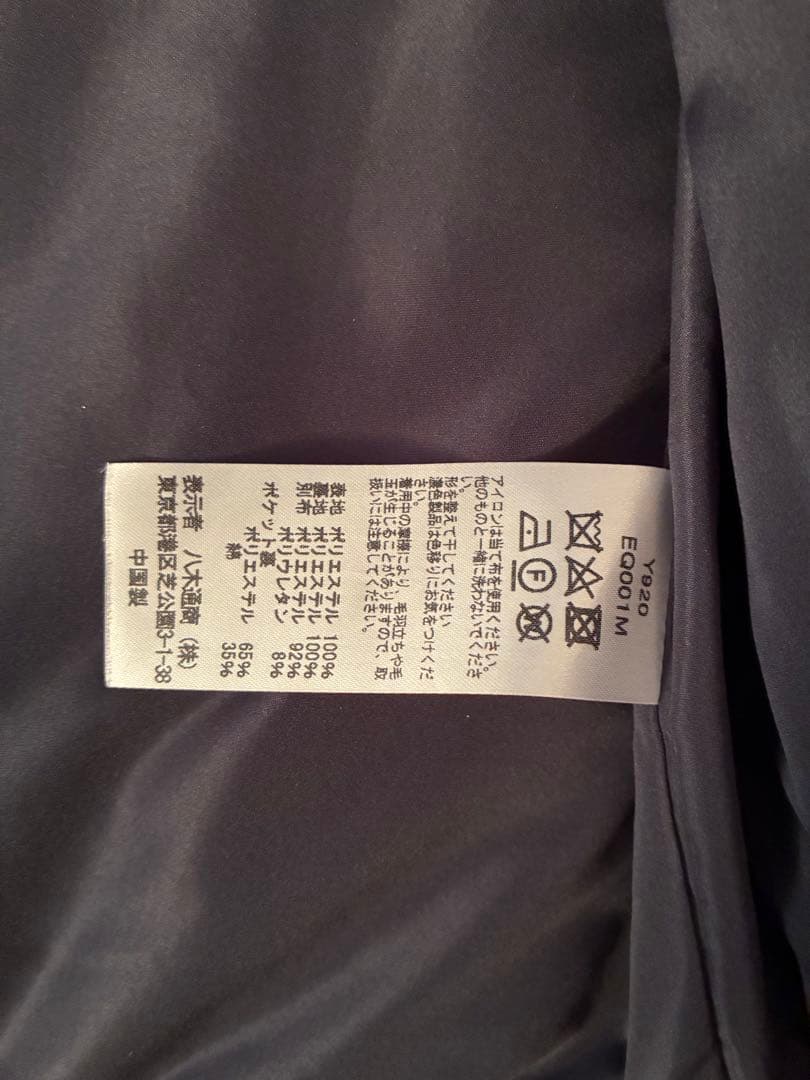 Y920
EQ001M
アイロンは当て布を使用ください。
他のものと一緒に洗わないでくださ
い。
形を整えて干してください
濃色製品は色移りにお気をつけくだ
さい。
着用中の摩擦により、毛羽立ちや毛
玉が生じることがありますので、取
扱いには注意してください。
表地 ポリエステル 100%
裏地 ポリエステル 100%
別布 ポリエステル 92%
ポリウレタン 8%
ポケット裏
ポリエステル 65%
綿 35%
表示者 八木通商(株)
東京都港区芝公園3-1-38
中国製